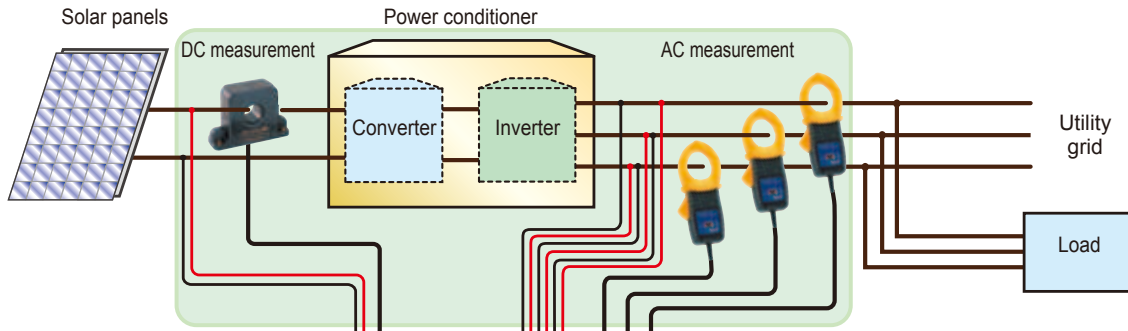 Solar panels
Power conditioner
DC measurement
AC measurement
Converter
Inverter
Utility
grid
Load